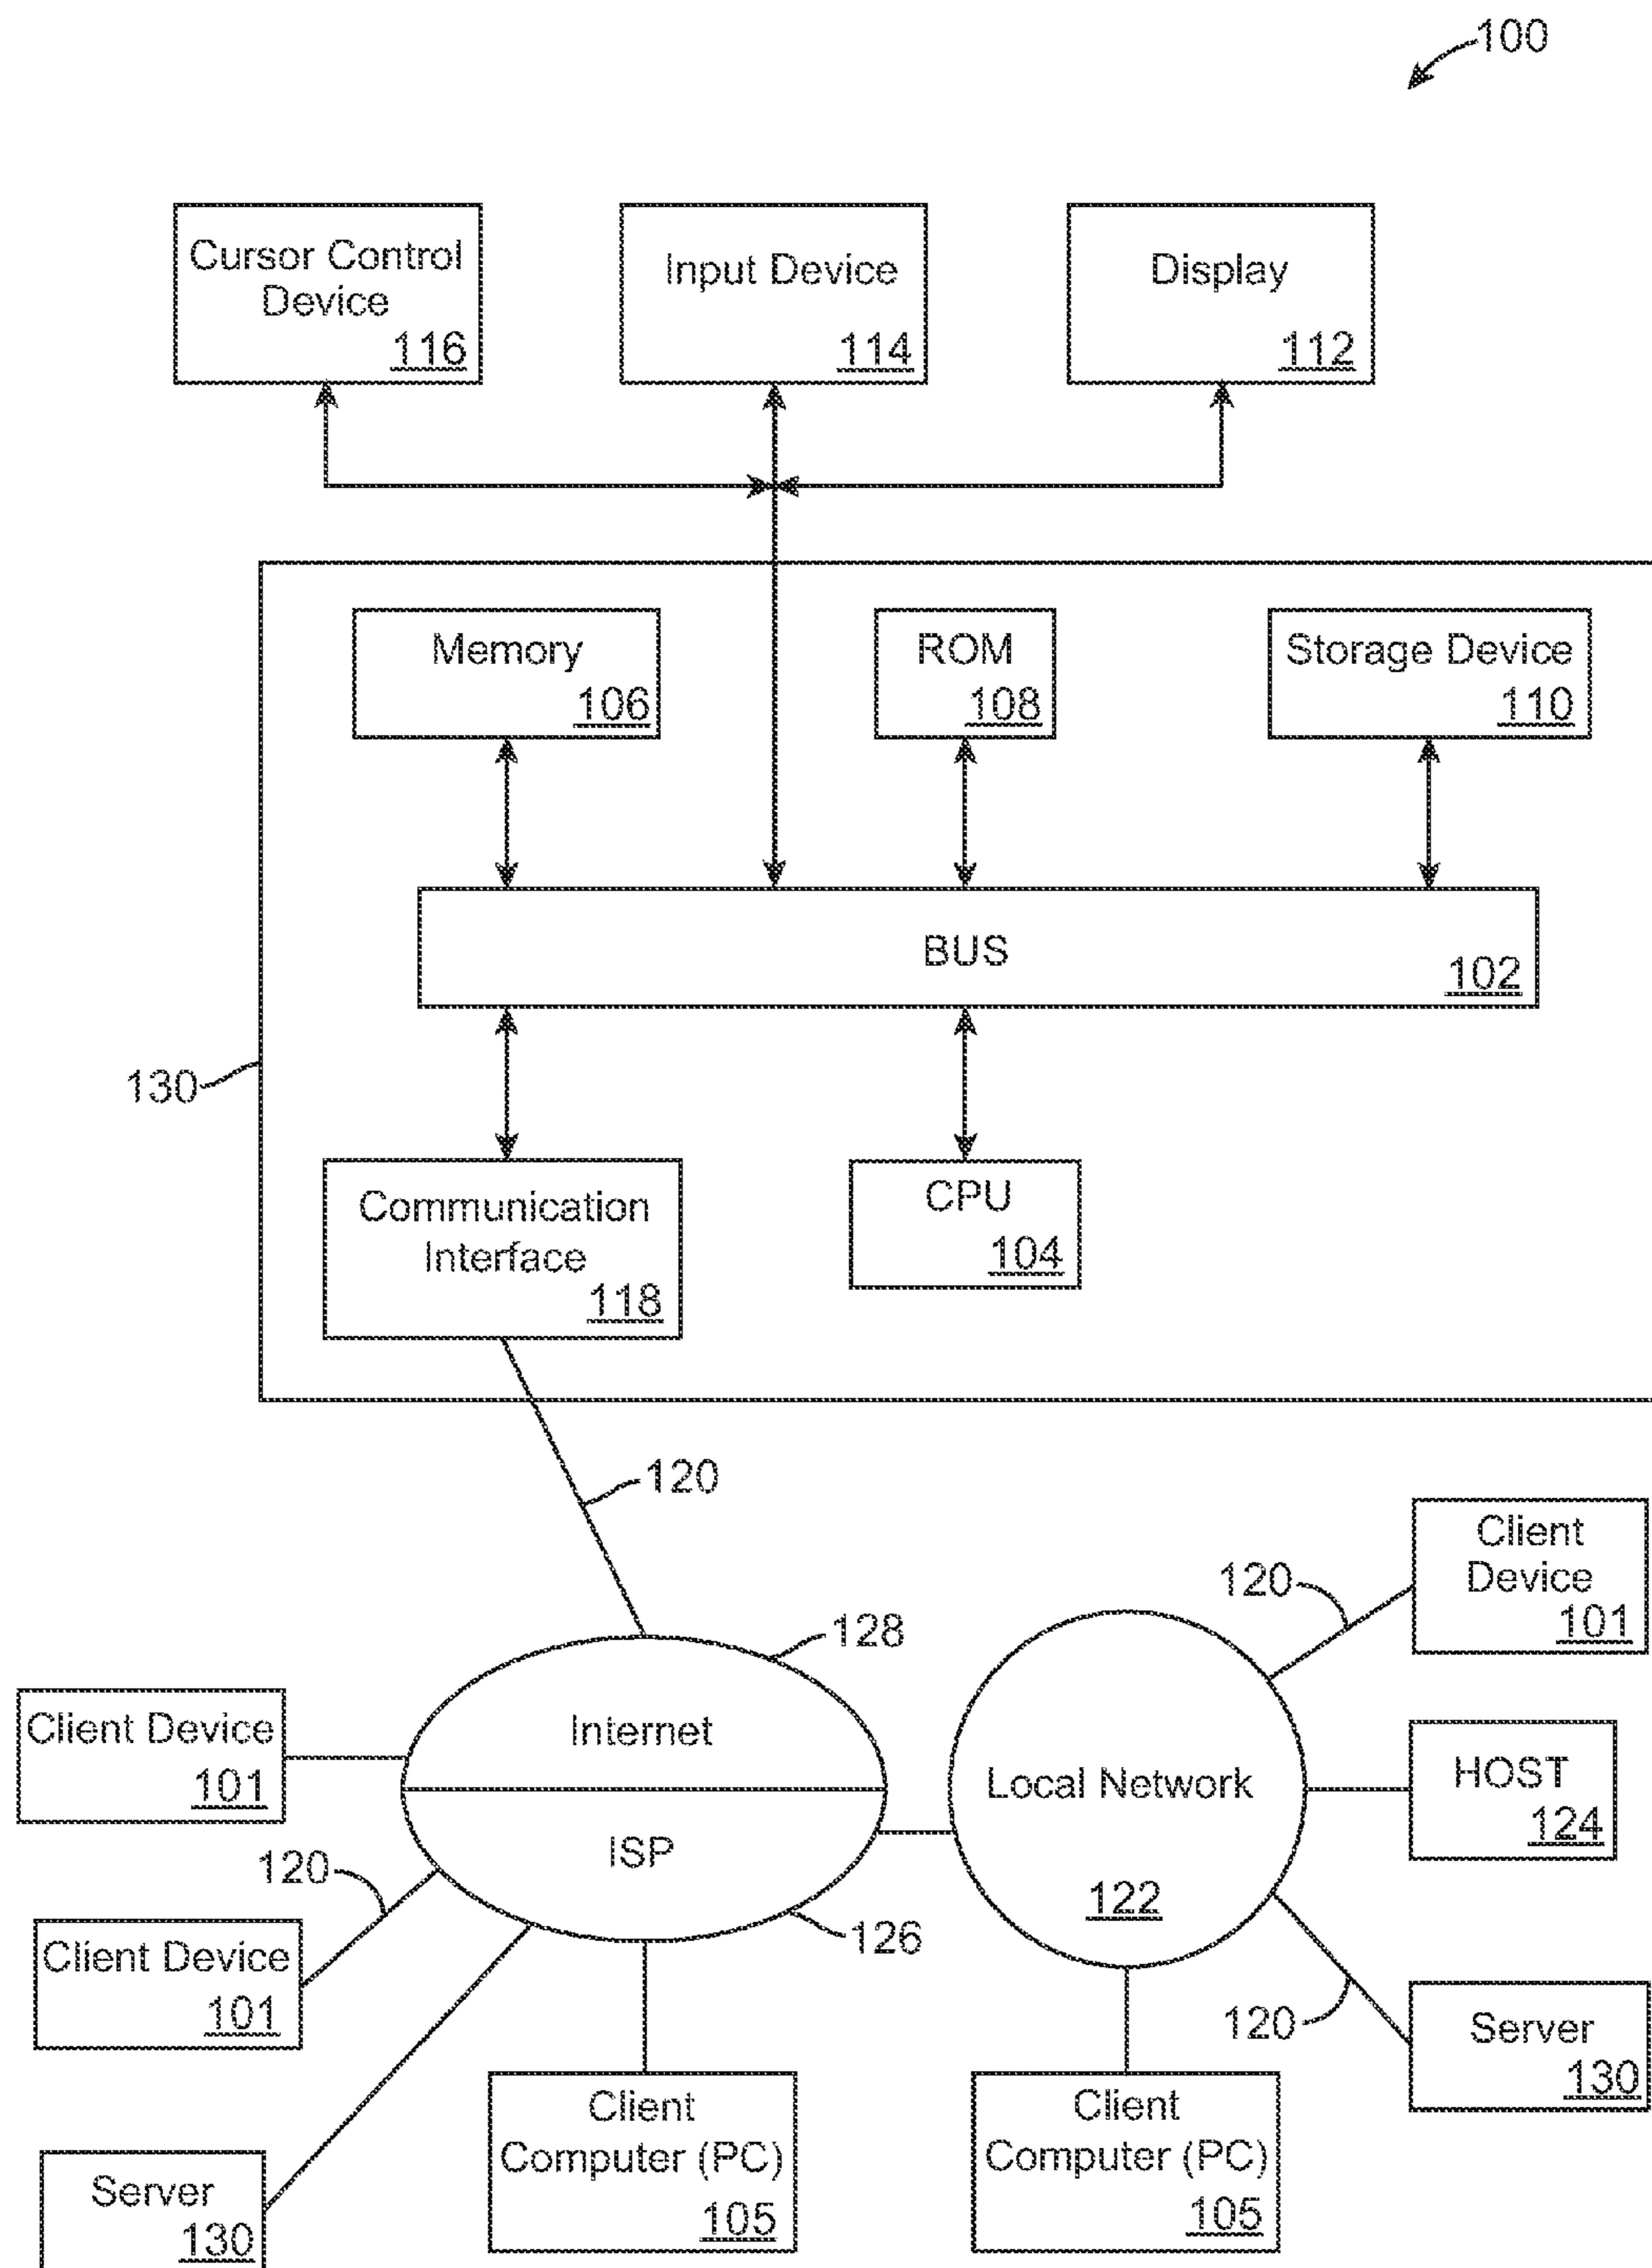 100
Cursor Control
Device
116
Input Device
114
Display
112
Memory
106
ROM
108
Storage Device
110
BUS
102
130
Communication
Interface
118
CPU
104
120
Client
Device
101
120
128
Internet
Client Device
101
Local Network
122
HOST
124
ISP
120
126
Client Device
101
120
Server
130
Client
Computer (PC)
105
Client
Computer (PC)
105
Server
130